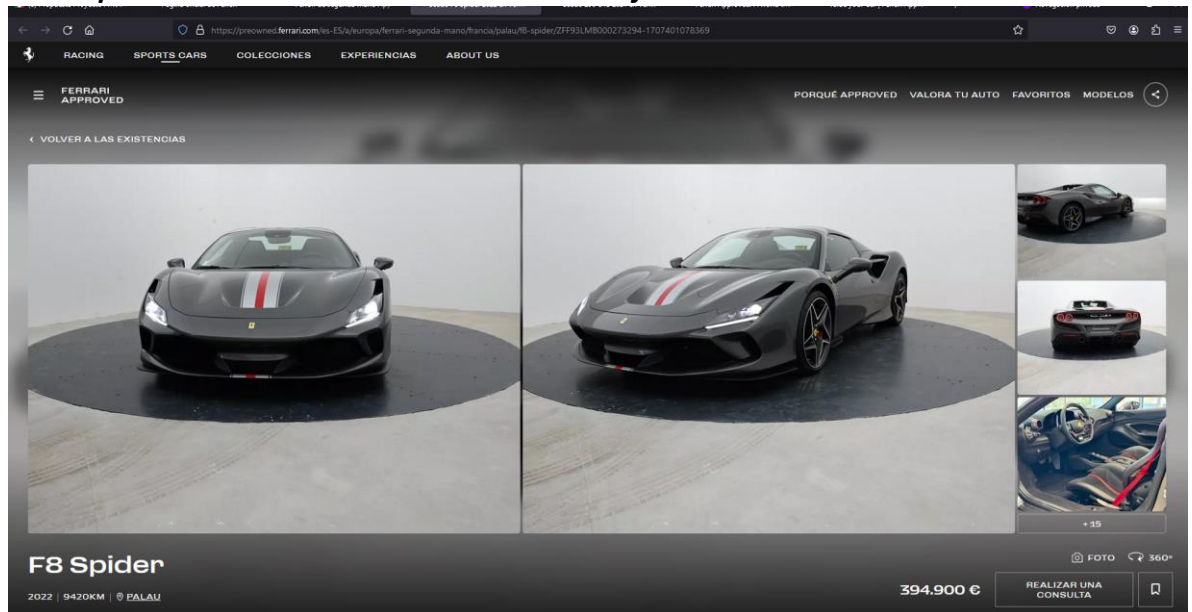 https://preowned.ferrari.com/es-ES/a/europa/ferrari-segunda-mano/francia/palau/f8-spider/ZFF93LMB000273294-1707401078369
RACING SPORTS CARS COLECCIONES EXPERIENCIAS ABOUT US
FERRARI
APPROVED
PORQUÉ APPROVED VALORA TU AUTO FAVORITOS MODELOS
‹ VOLVER A LAS EXISTENCIAS
+ 15
F8 Spider
FOTO 360°
2022 | 9420KM | PALAU
394.900 €
REALIZAR UNA
CONSULTA